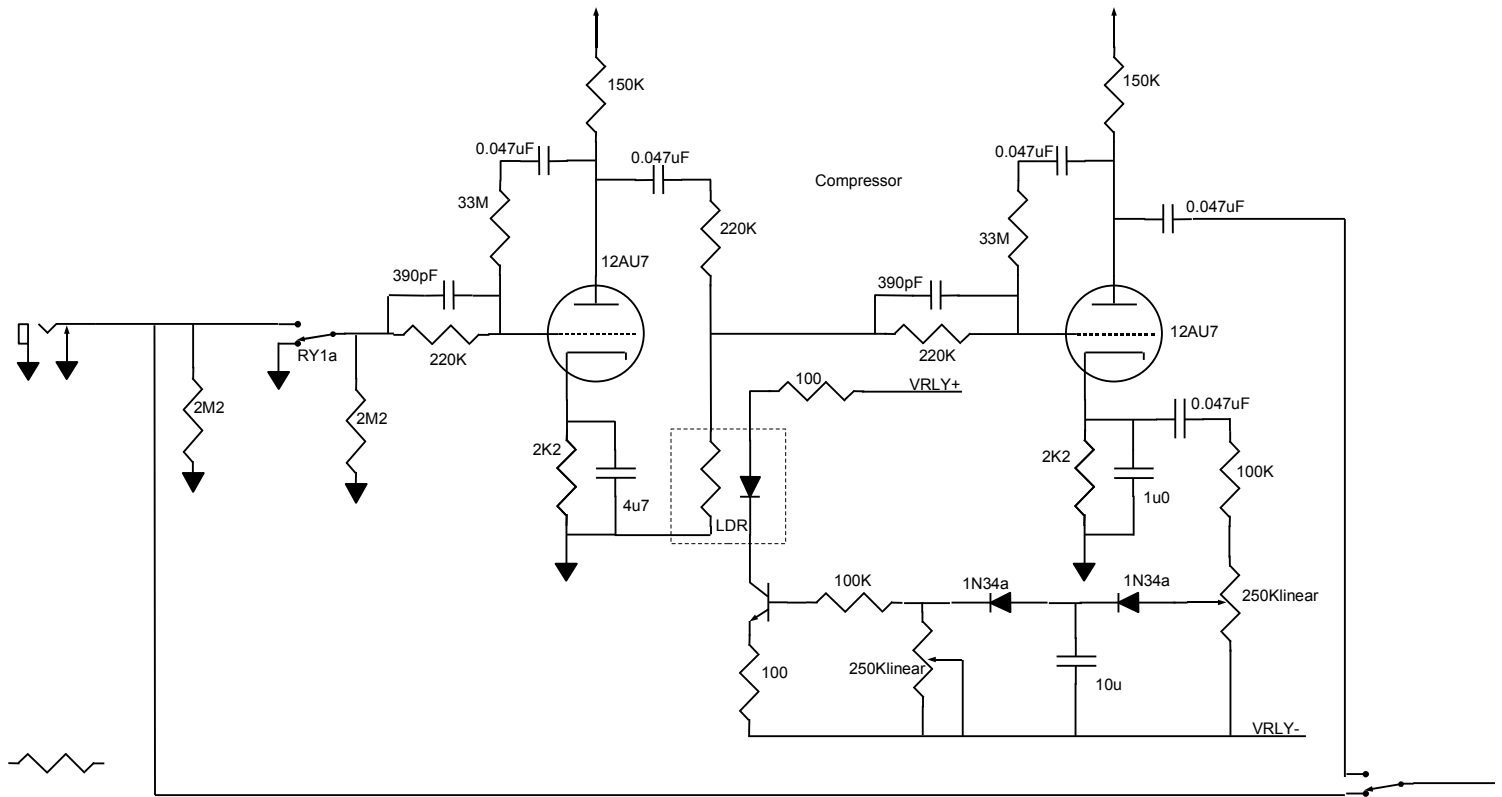 150K
150K
0.047uF
0.047uF
0.047uF
Compressor
33M
0.047uF
220K
33M
12AU7
390pF
390pF
12AU7
RY1a
220K
220K
100
VRLY+
2M2
2M2
0.047uF
2K2
2K2
100K
4u7
1u0
LDR
100K
1N34a
1N34a
250Klinear
100
250Klinear
10u
VRLY-